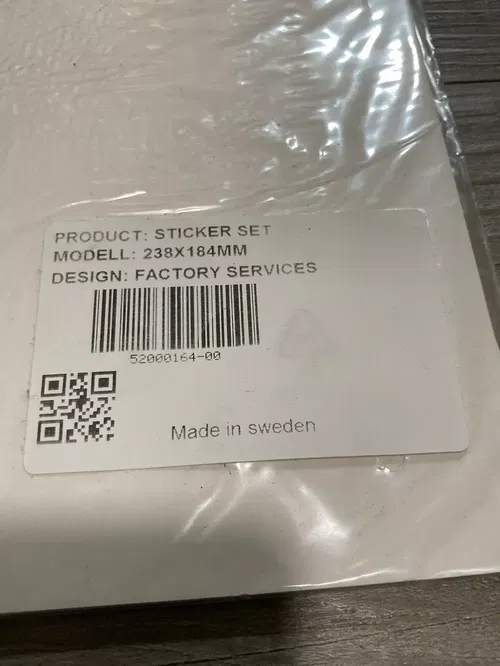 PRODUCT: STICKER SET
MODELL: 238X184MM
DESIGN: FACTORY SERVICES
52000164-00
Made in sweden